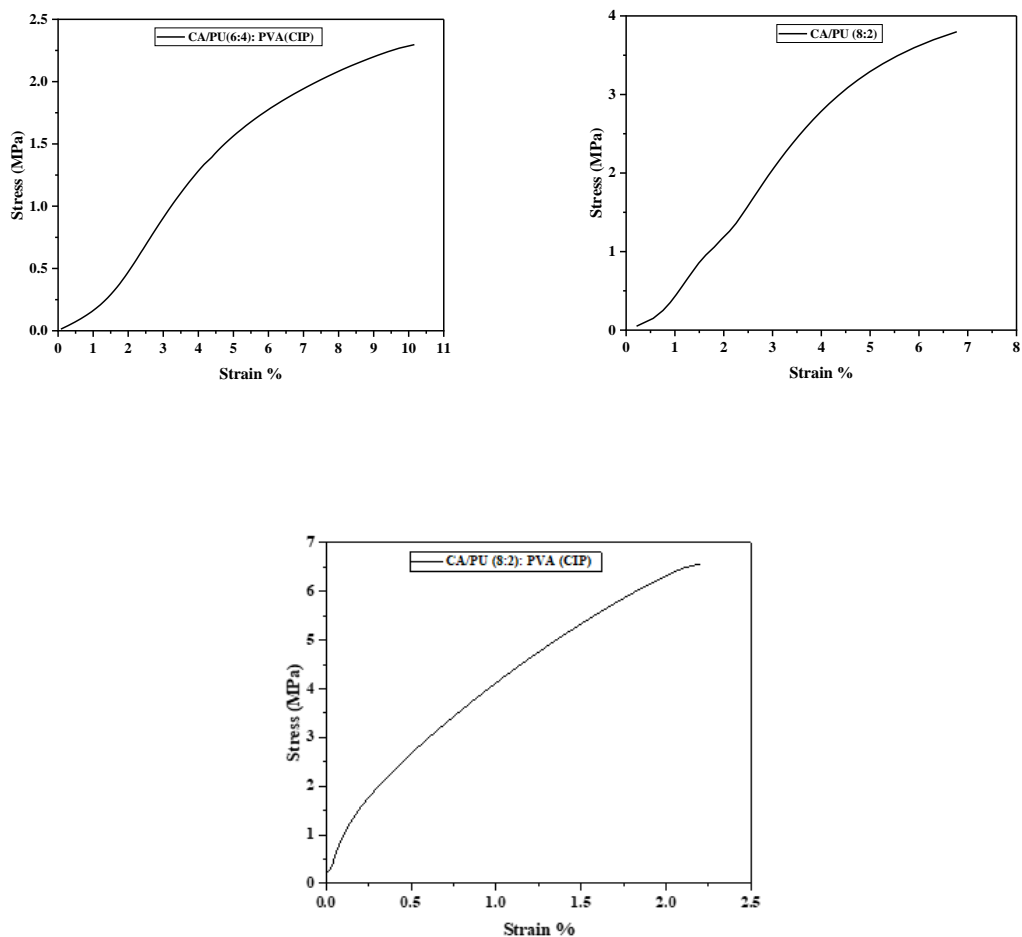 CA/PU(6:4): PVA(CIP)
Stress (MPa)
2.5
2.0
1.5
1.0
0.5
0.0
0 1 2 3 4 5 6 7 8 9 10 11
Strain %
CA/PU (8:2)
Stress (MPa)
4
3
2
1
0
0 1 2 3 4 5 6 7 8
Strain %
CA/PU (8:2): PVA (CIP)
Stress (MPa)
7
6
5
4
3
2
1
0
0.0 0.5 1.0 1.5 2.0 2.5
Strain %